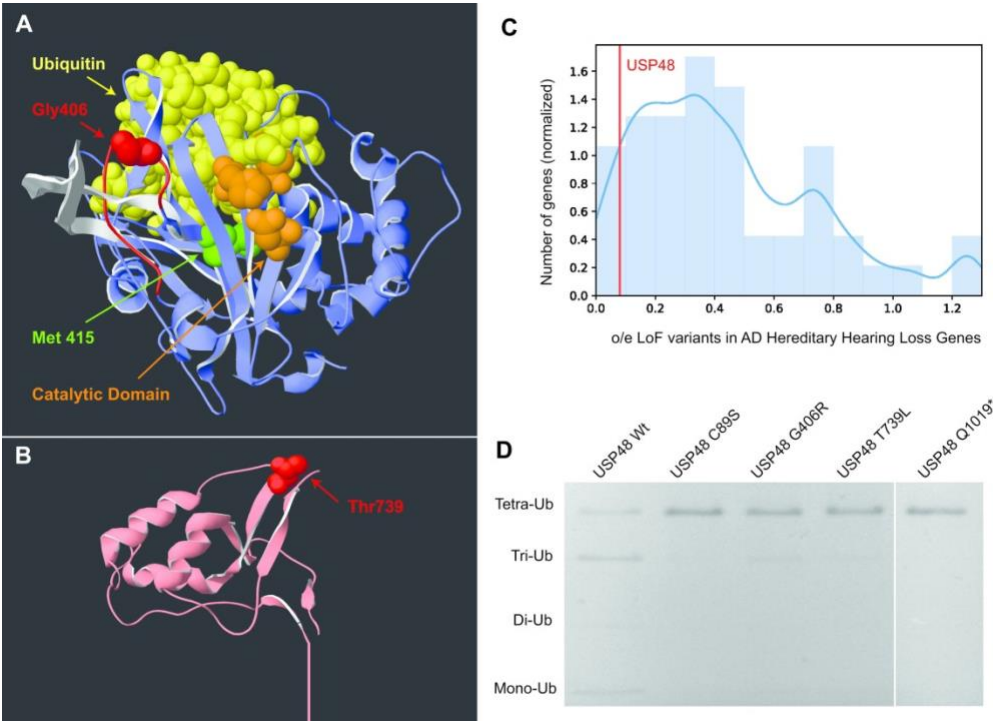 A
Ubiquitin
Gly406
Met 415
Catalytic Domain
B
Thr739
C
USP48
Number of genes (normalized)
1.6
1.4
1.2
1.0
0.8
0.6
0.4
0.2
0.0
0.0 0.2 0.4 0.6 0.8 1.0 1.2
o/e LoF variants in AD Hereditary Hearing Loss Genes
D
USP48 Wt
USP48 C89S
USP48 G406R
USP48 T739L
USP48 Q1019*
Tetra-Ub
Tri-Ub
Di-Ub
Mono-Ub